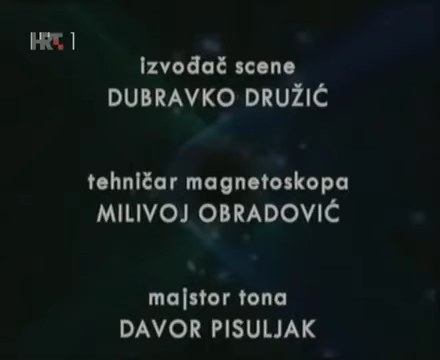 HRT 1
izvođač scene
DUBRAVKO DRUŽIĆ
tehničar magnetoskopa
MILIVOJ OBRADOVIĆ
majstor tona
DAVOR PISULJAK